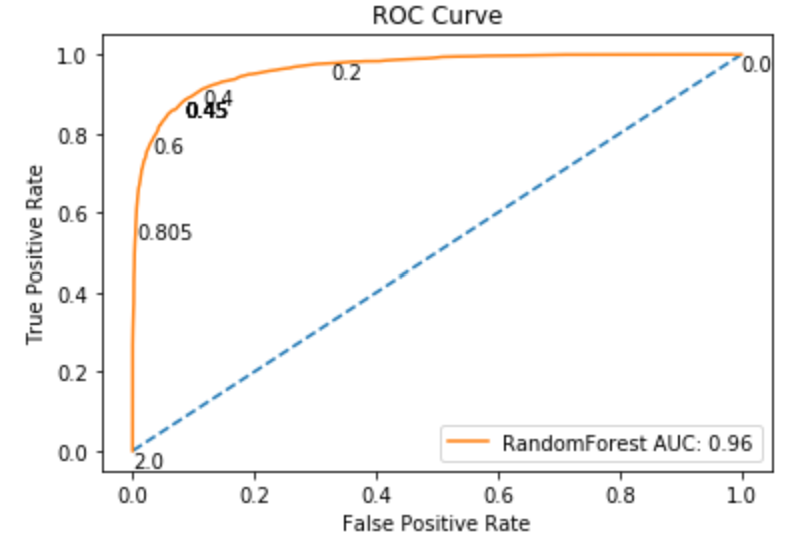 ROC Curve
1.0
0.8
0.6
0.4
0.2
0.0
True Positive Rate
0.0
0.2
0.4
0.45
0.6
0.805
2.0
RandomForest AUC: 0.96
0.0 0.2 0.4 0.6 0.8 1.0
False Positive Rate